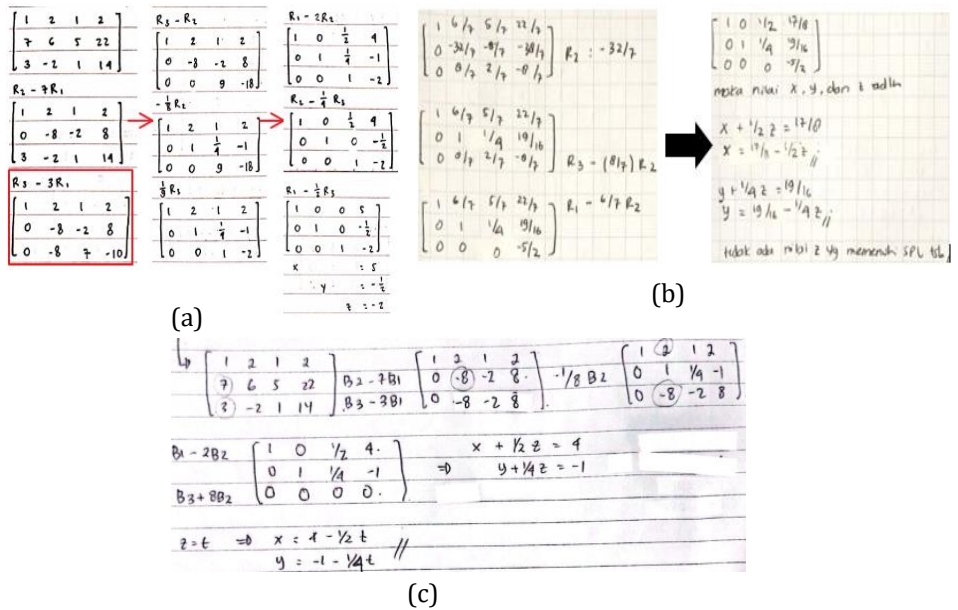 1 2 1 2
7 6 5 22
3 -2 1 14
R₂ - 7R₁
1 2 1 2
0 -8 -2 8
3 -2 1 14
R₃ - 3R₁
1 2 1 2
0 -8 -2 8
0 -8 7 -10
R₃ - R₂
1 2 1 2
0 -8 -2 8
0 0 9 -18
-1/8 R₂
1 2 1 2
0 1 1/4 -1
0 0 9 -18
1/9 R₃
1 2 1 2
0 1 1/4 -1
0 0 1 -2
R₁ - 2R₂
1 0 1/2 4
0 1 1/4 -1
0 0 1 -2
R₂ - 1/4 R₃
1 0 1/2 4
0 1 0 -1/2
0 0 1 -2
R₁ - 1/2 R₃
1 0 0 5
0 1 0 -1/2
0 0 1 -2
x = 5
y = -1/2
z = -2
(a)
1 6/7 5/7 22/7
0 -32/7 -8/7 -38/7
0 8/7 2/7 -8/7
R₂ : -32/7
1 6/7 5/7 22/7
0 1 1/4 19/16
0 8/7 2/7 -8/7
R₃ - (8/7) R₂
1 6/7 5/7 22/7
0 1 1/4 19/16
0 0 0 -5/2
R₁ - 6/7 R₂
1 0 1/2 17/8
0 1 1/4 19/16
0 0 0 -5/2
maka nilai x, y, dan z adlh
x + 1/2 z = 17/8
x = 17/8 - 1/2 z //
y + 1/4 z = 19/16
y = 19/16 - 1/4 z //
tidak ada nilai z yg memenuhi SPL tsb
(b)
1 2 1 2
7 6 5 22
3 -2 1 14
B2 - 7B1
B3 - 3B1
1 2 1 2
0 -8 -2 8
0 -8 -2 8
-1/8 B2
1 2 1 2
0 1 1/4 -1
0 -8 -2 8
B1 - 2B2
B3 + 8B2
1 0 1/2 4
0 1 1/4 -1
0 0 0 0
⇒ x + 1/2 z = 4
y + 1/4 z = -1
z = t ⇒ x = 4 - 1/2 t
y = -1 - 1/4 t //
(c)